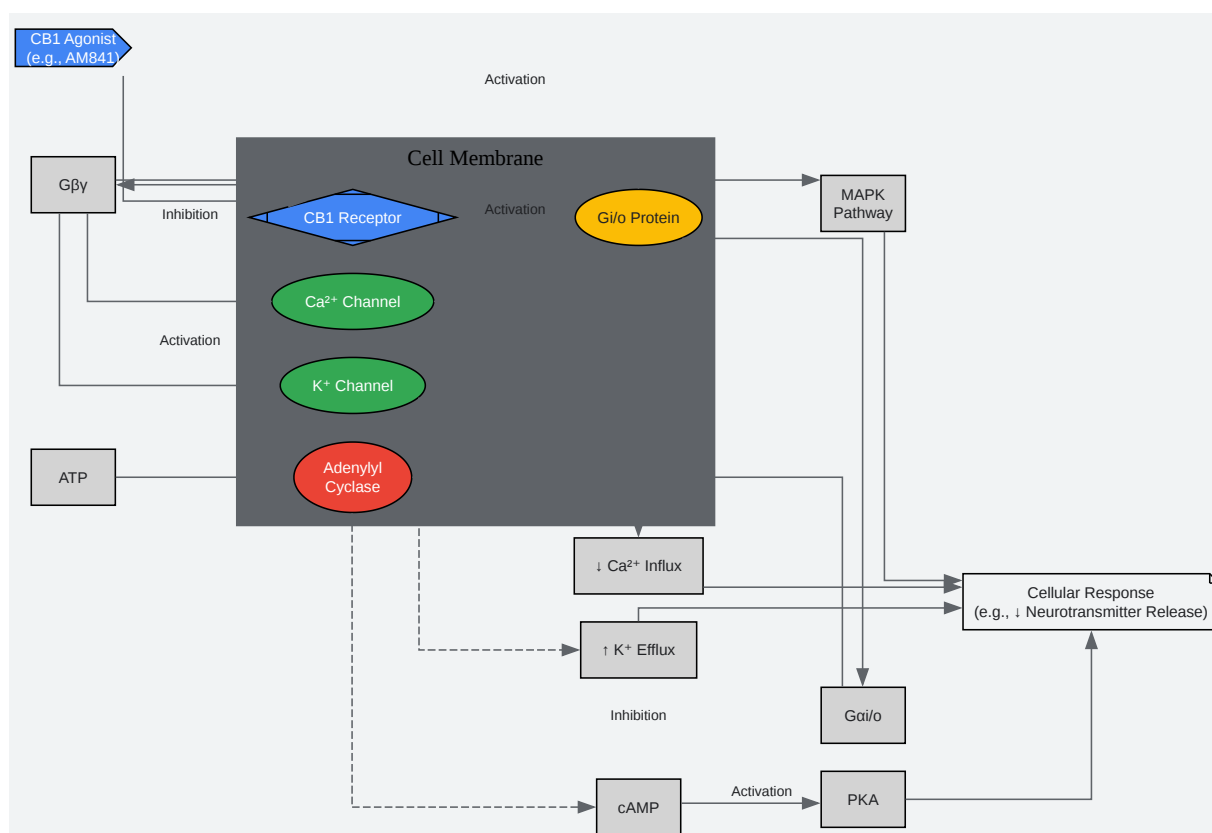 CB1 Agonist
(e.g., AM841)
Activation
Cell Membrane
Gβγ
Inhibition
CB1 Receptor
Activation
Gi/o Protein
MAPK
Pathway
Ca²⁺ Channel
Activation
K⁺ Channel
ATP
Adenylyl
Cyclase
↓ Ca²⁺ Influx
Cellular Response
(e.g., ↓ Neurotransmitter Release)
↑ K⁺ Efflux
Inhibition
Gαi/o
cAMP
Activation
PKA